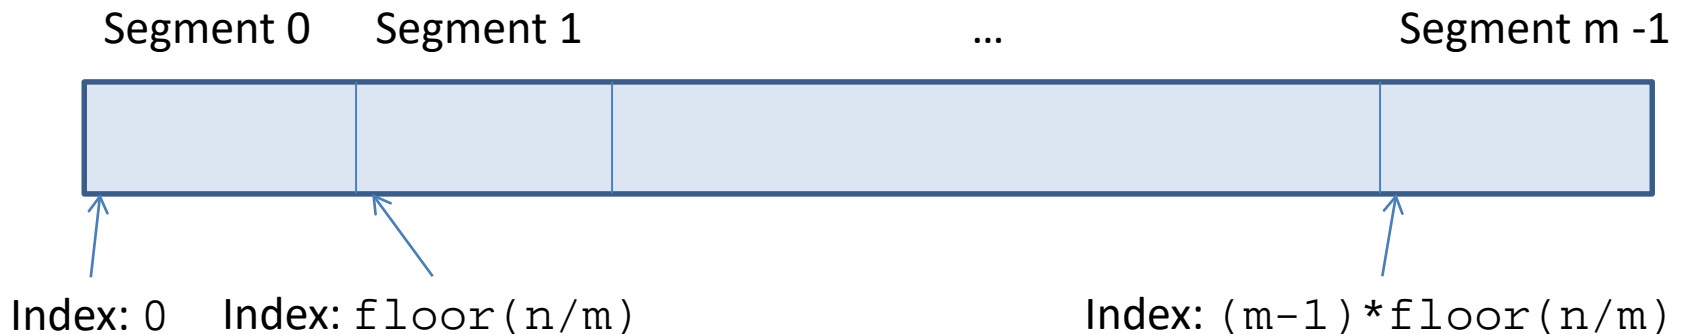 Segment 0 Segment 1 … Segment m -1
Index: 0 Index: floor(n/m) Index: (m-1)*floor(n/m)